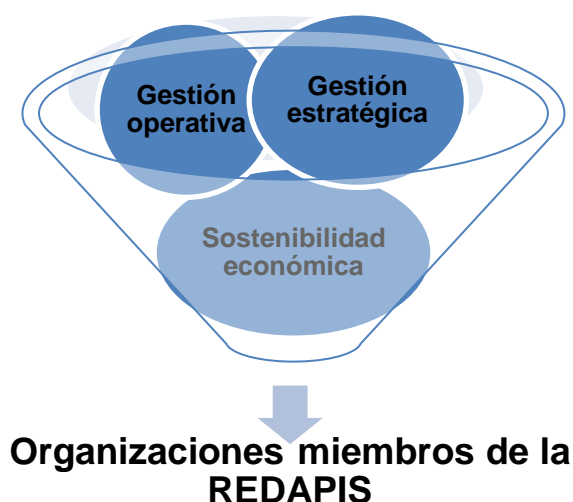 Gestión
operativa
Gestión
estratégica
Sostenibilidad
económica
Organizaciones miembros de la
REDAPIS